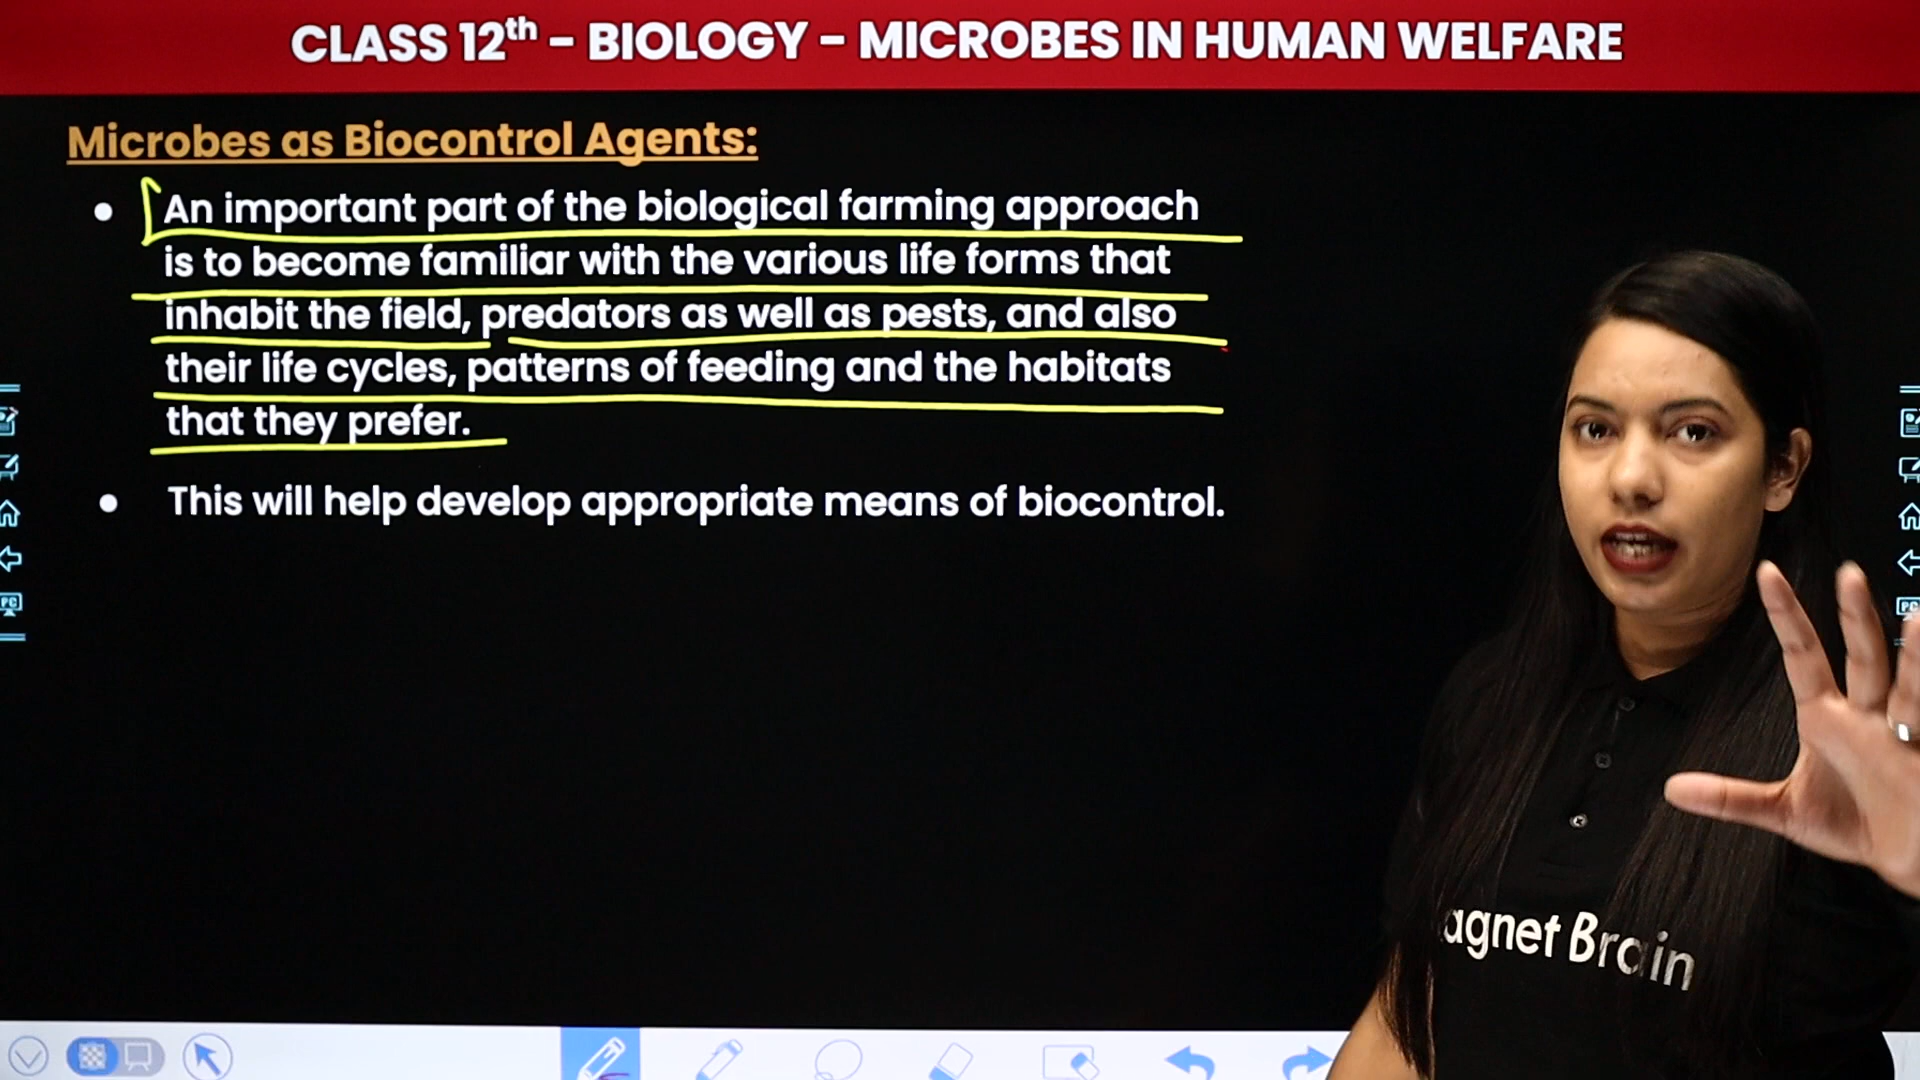 CLASS 12th - BIOLOGY - MICROBES IN HUMAN WELFARE
Microbes as Biocontrol Agents:
• An important part of the biological farming approach
is to become familiar with the various life forms that
inhabit the field, predators as well as pests, and also
their life cycles, patterns of feeding and the habitats
that they prefer.
• This will help develop appropriate means of biocontrol.
agnet Brain
PC
PC